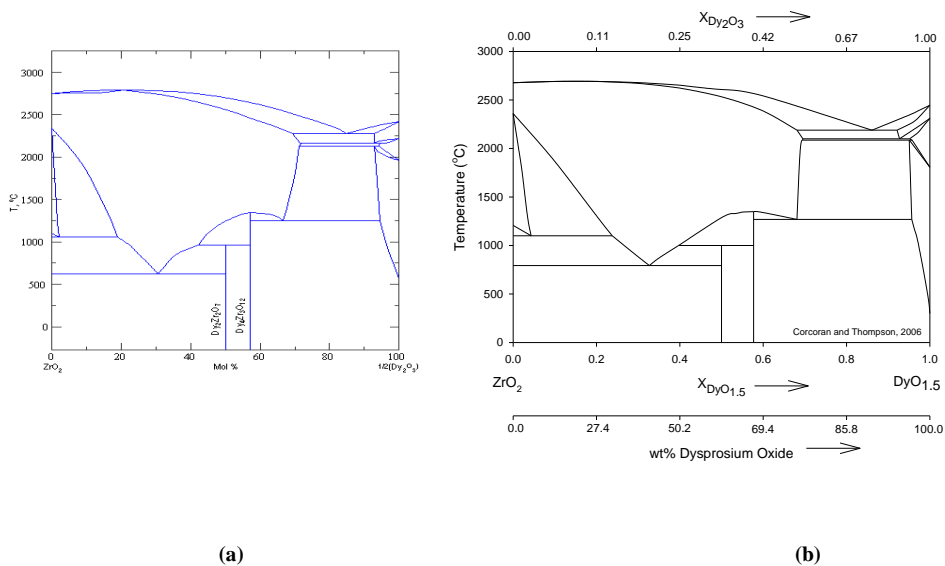 3000
2500
2000
1500
1000
500
0
T, °C
Dy2Zr2O7
Dy4Zr3O12
0 20 40 60 80 100
ZrO2 Mol % 1/2(Dy2O3)
XDy2O3
0.00 0.11 0.25 0.42 0.67 1.00
3000
2500
2000
1500
1000
500
0
Temperature (°C)
Corcoran and Thompson, 2006
0.0 0.2 0.4 0.6 0.8 1.0
ZrO2 XDyO1.5 DyO1.5
0.0 27.4 50.2 69.4 85.8 100.0
wt% Dysprosium Oxide
(a) (b)